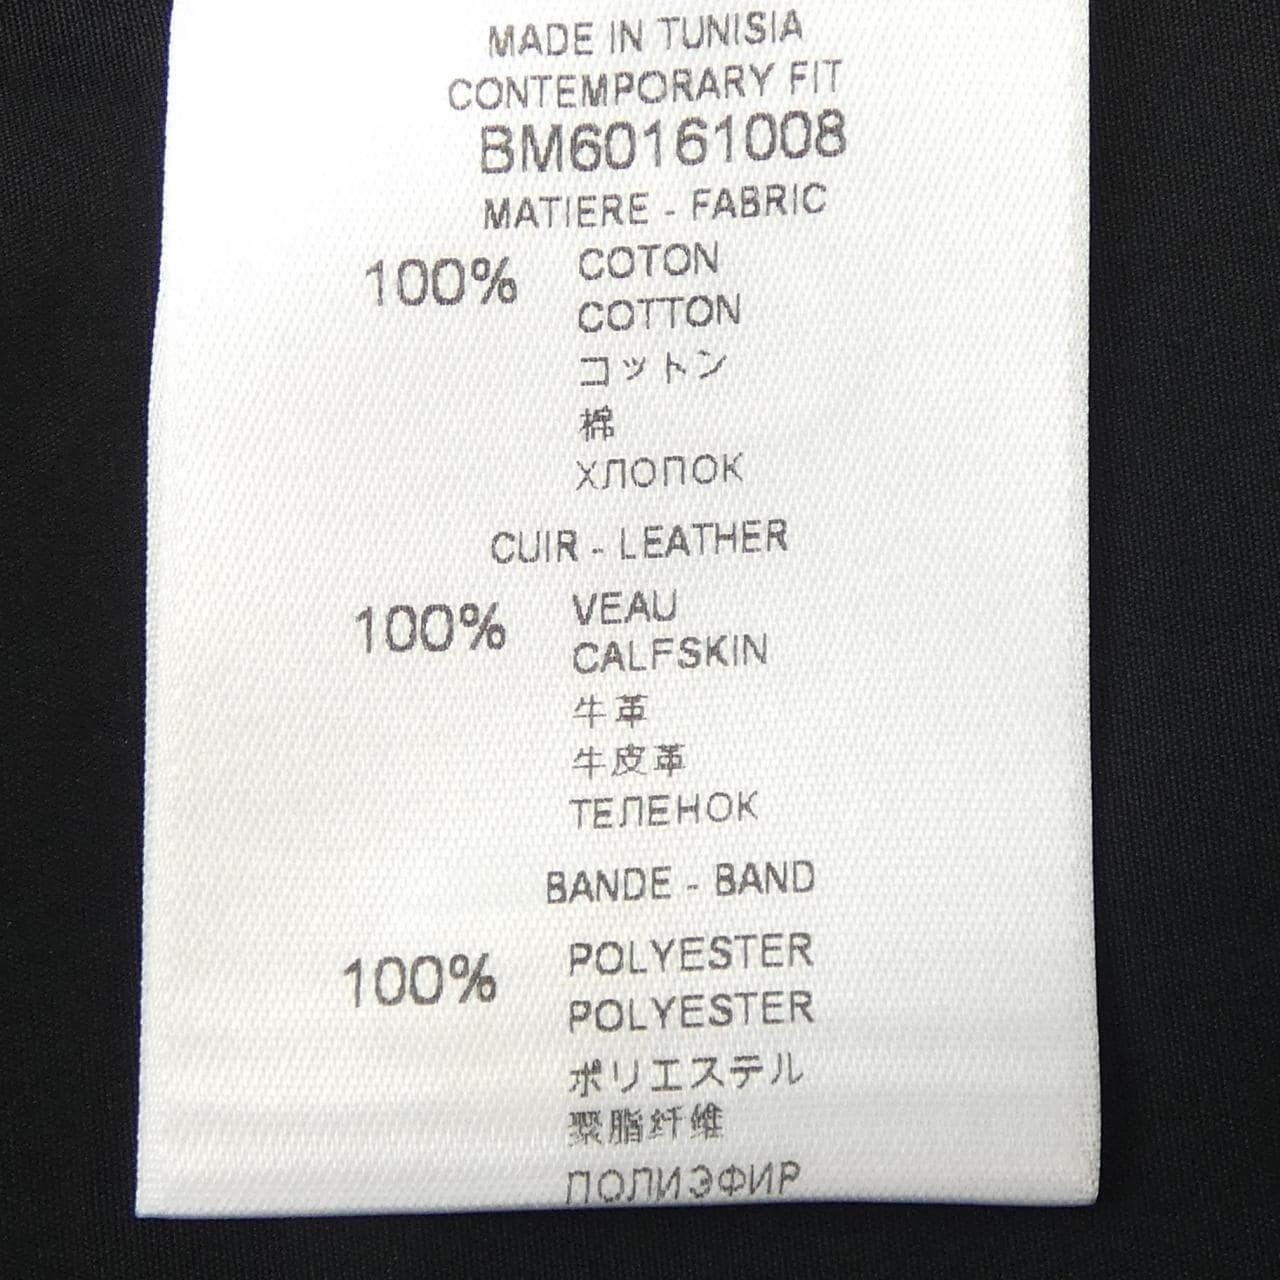 MADE IN TUNISIA
CONTEMPORARY FIT
BM60161008
MATIERE - FABRIC
100% COTON
COTTON
コットン
棉
ХЛОПОК
CUIR - LEATHER
100% VEAU
CALFSKIN
牛革
牛皮革
ТЕЛЕНОК
BANDE - BAND
100% POLYESTER
POLYESTER
ポリエステル
聚脂纤维
ПОЛИЭФИР